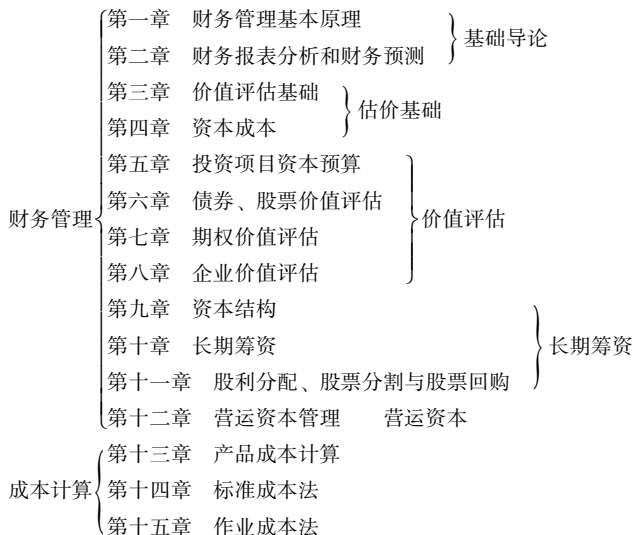 第一章 财务管理基本原理
第二章 财务报表分析和财务预测
基础导论
第三章 价值评估基础
第四章 资本成本
估价基础
第五章 投资项目资本预算
第六章 债券、股票价值评估
财务管理
价值评估
第七章 期权价值评估
第八章 企业价值评估
第九章 资本结构
第十章 长期筹资
长期筹资
第十一章 股利分配、股票分割与股票回购
第十二章 营运资本管理 营运资本
第十三章 产品成本计算
成本计算
第十四章 标准成本法
第十五章 作业成本法